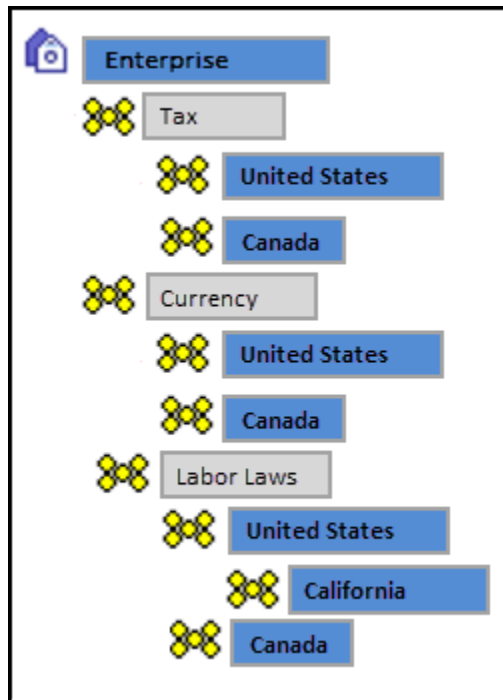 Enterprise
Tax
United States
Canada
Currency
United States
Canada
Labor Laws
United States
California
Canada